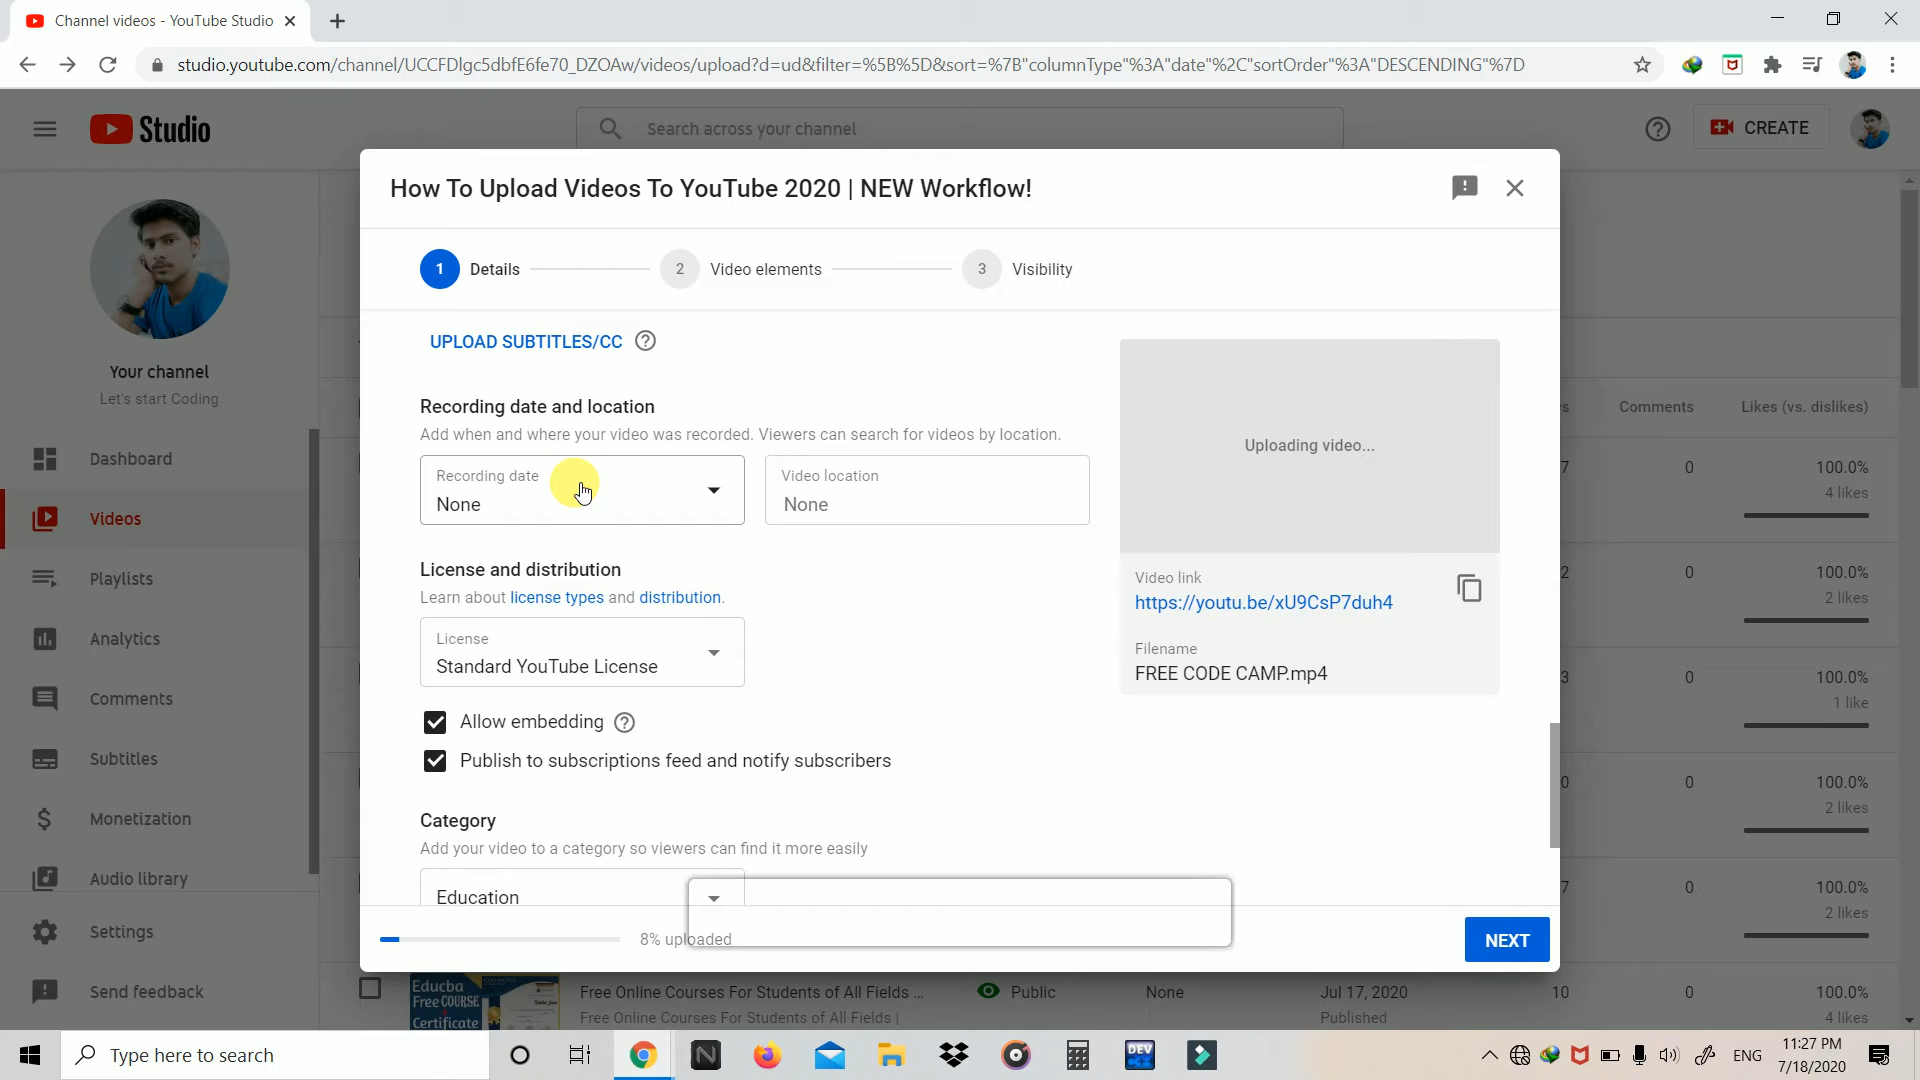 Channel videos - YouTube Studio
studio.youtube.com/channel/UCCFDlgc5dbfE6fe70_DZOAw/videos/upload?d=ud&filter=%5B%5D&sort=%7B"columnType"%3A"date"%2C"sortOrder"%3A"DESCENDING"%7D
Studio
Search across your channel
CREATE
How To Upload Videos To YouTube 2020 | NEW Workflow!
1 Details
2 Video elements
3 Visibility
Your channel
Let's start Coding
Dashboard
Videos
Playlists
Analytics
Comments
Subtitles
Monetization
Audio library
Settings
Send feedback
UPLOAD SUBTITLES/CC
Recording date and location
Add when and where your video was recorded. Viewers can search for videos by location.
Recording date
None
Video location
None
License and distribution
Learn about license types and distribution.
License
Standard YouTube License
Allow embedding
Publish to subscriptions feed and notify subscribers
Category
Add your video to a category so viewers can find it more easily
Education
8% uploaded
Uploading video...
Video link
https://youtu.be/xU9CsP7duh4
Filename
FREE CODE CAMP.mp4
NEXT
s Comments Likes (vs. dislikes)
7 0 100.0%
4 likes
2 0 100.0%
2 likes
3 0 100.0%
1 like
0 0 100.0%
2 likes
7 0 100.0%
2 likes
Educba
Free COURSE
Certificate
Free Online Courses For Students of All Fields ...
Free Online Courses For Students of All Fields |
Public
None
Jul 17, 2020
Published
10 0 100.0%
4 likes
Type here to search
DEV
ENG
11:27 PM
7/18/2020